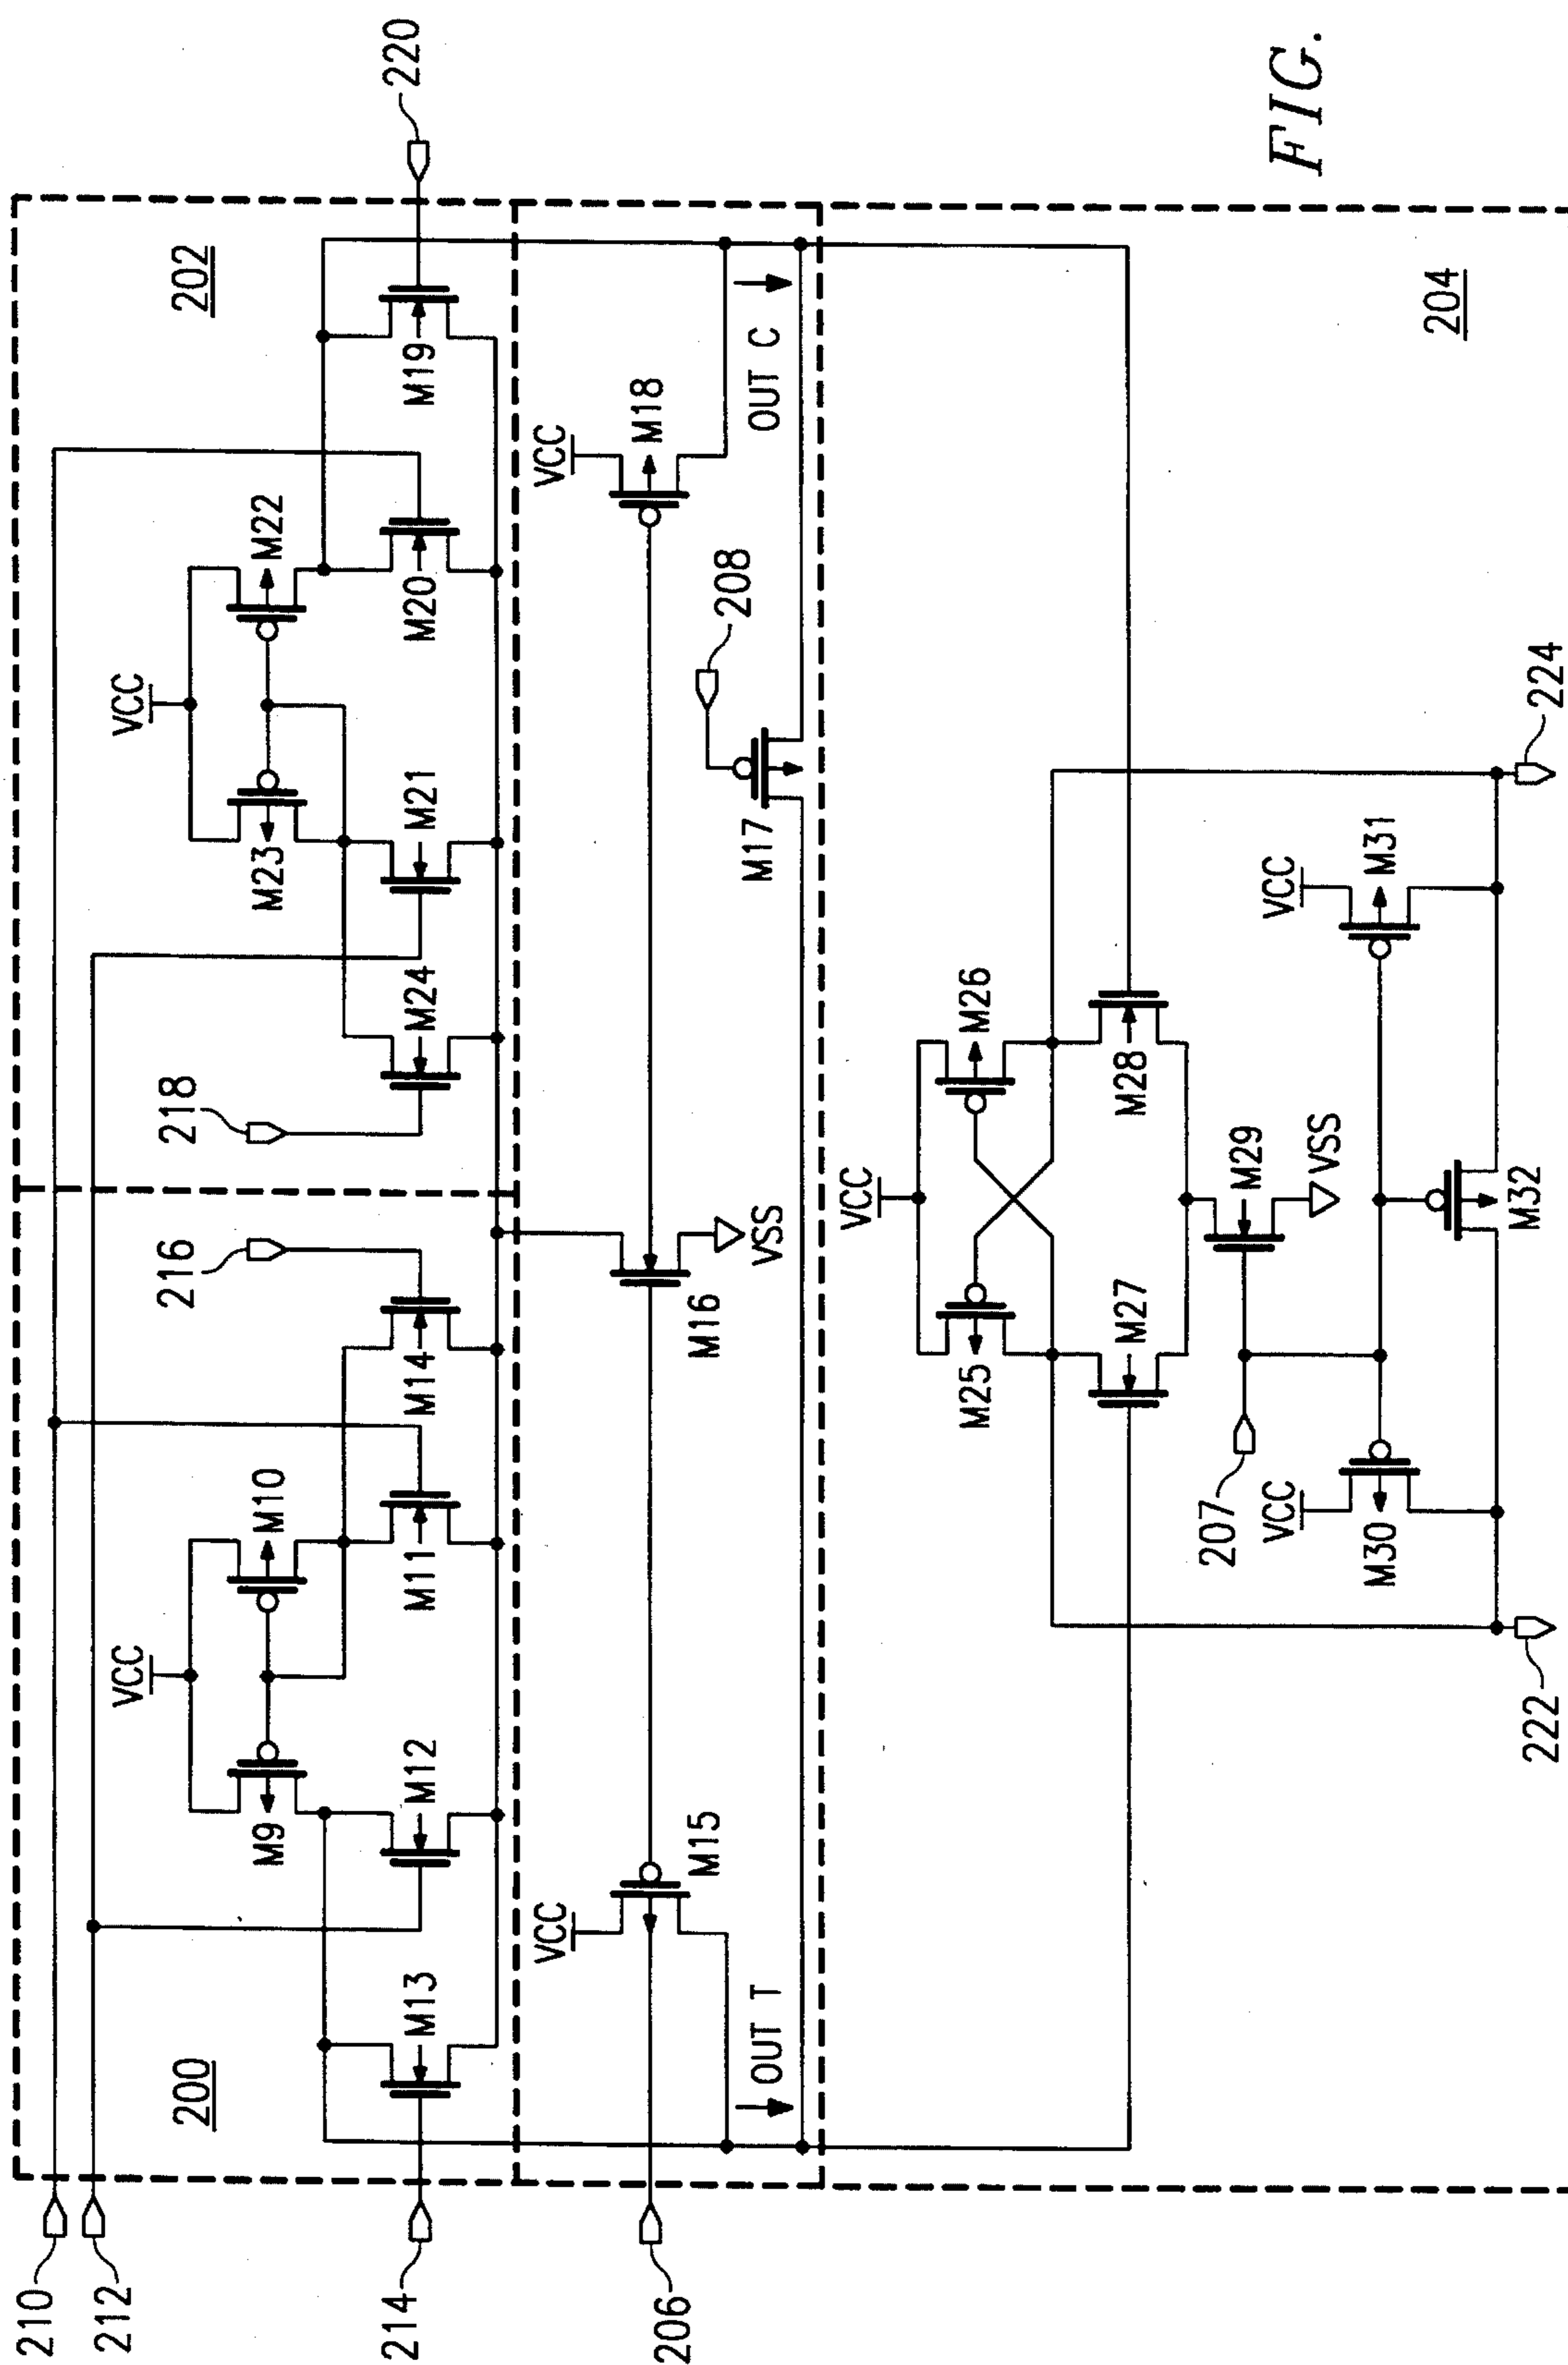 210
212
214
206
200
202
220
VCC
VCC
M9
M10
M23
M22
216
218
M13
M12
M11
M14
M24
M21
M20
M19
VCC
VCC
M15
M16
M18
VSS
208
M17
OUT T
OUT C
VCC
M25
M26
M27
M28
M29
207
VSS
VCC
VCC
M30
M31
M32
222
224
204
FIG.